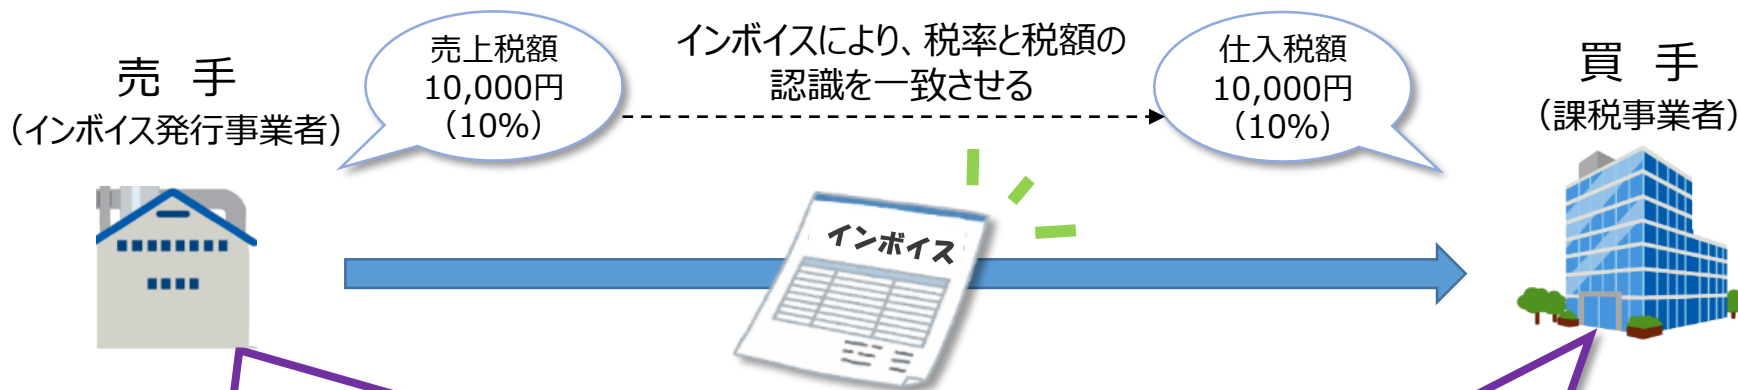 売 手
（インボイス発行事業者）
売上税額
10,000円
（10%）
インボイスにより、税率と税額の
認識を一致させる
仕入税額
10,000円
（10%）
買 手
（課税事業者）
インボイス